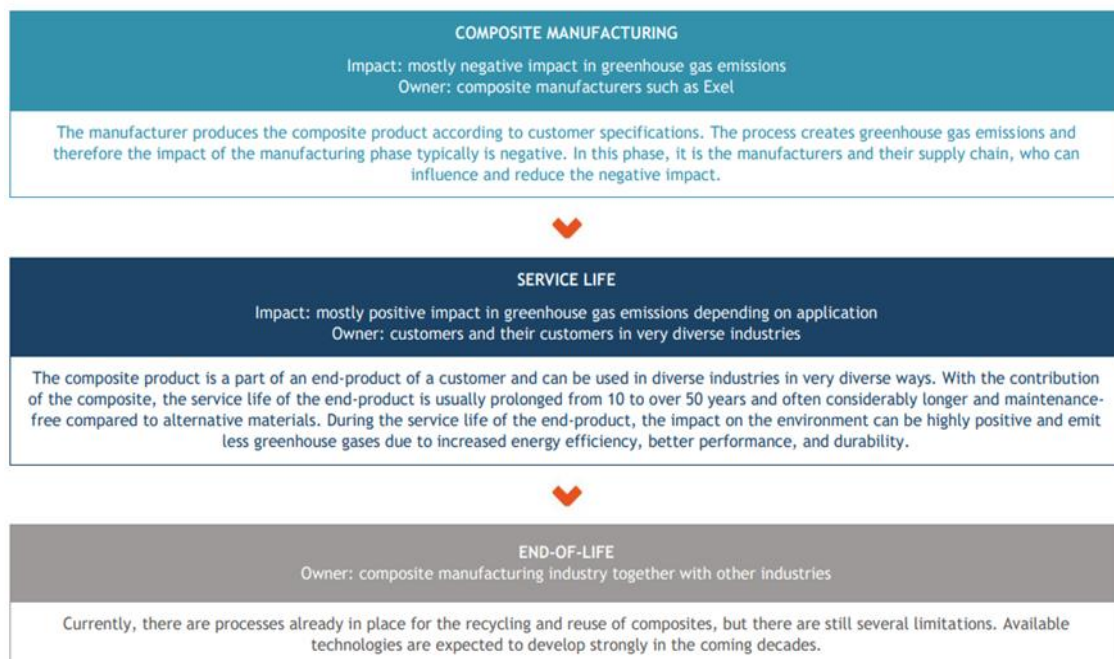 COMPOSITE MANUFACTURING
Impact: mostly negative impact in greenhouse gas emissions
Owner: composite manufacturers such as Exel
The manufacturer produces the composite product according to customer specifications. The process creates greenhouse gas emissions and
therefore the impact of the manufacturing phase typically is negative. In this phase, it is the manufacturers and their supply chain, who can
influence and reduce the negative impact.
SERVICE LIFE
Impact: mostly positive impact in greenhouse gas emissions depending on application
Owner: customers and their customers in very diverse industries
The composite product is a part of an end-product of a customer and can be used in diverse industries in very diverse ways. With the contribution
of the composite, the service life of the end-product is usually prolonged from 10 to over 50 years and often considerably longer and maintenance-
free compared to alternative materials. During the service life of the end-product, the impact on the environment can be highly positive and emit
less greenhouse gases due to increased energy efficiency, better performance, and durability.
END-OF-LIFE
Owner: composite manufacturing industry together with other industries
Currently, there are processes already in place for the recycling and reuse of composites, but there are still several limitations. Available
technologies are expected to develop strongly in the coming decades.